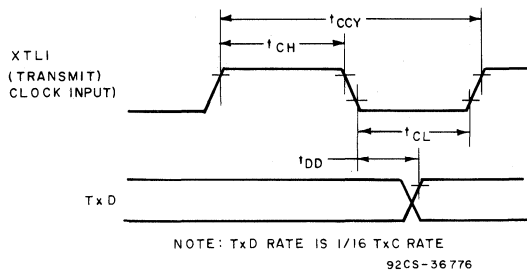 tCCY
tCH
XTLI
(TRANSMIT)
CLOCK INPUT)
tCL
tDD
TxD
NOTE: TxD RATE IS 1/16 TxC RATE
92CS-36776